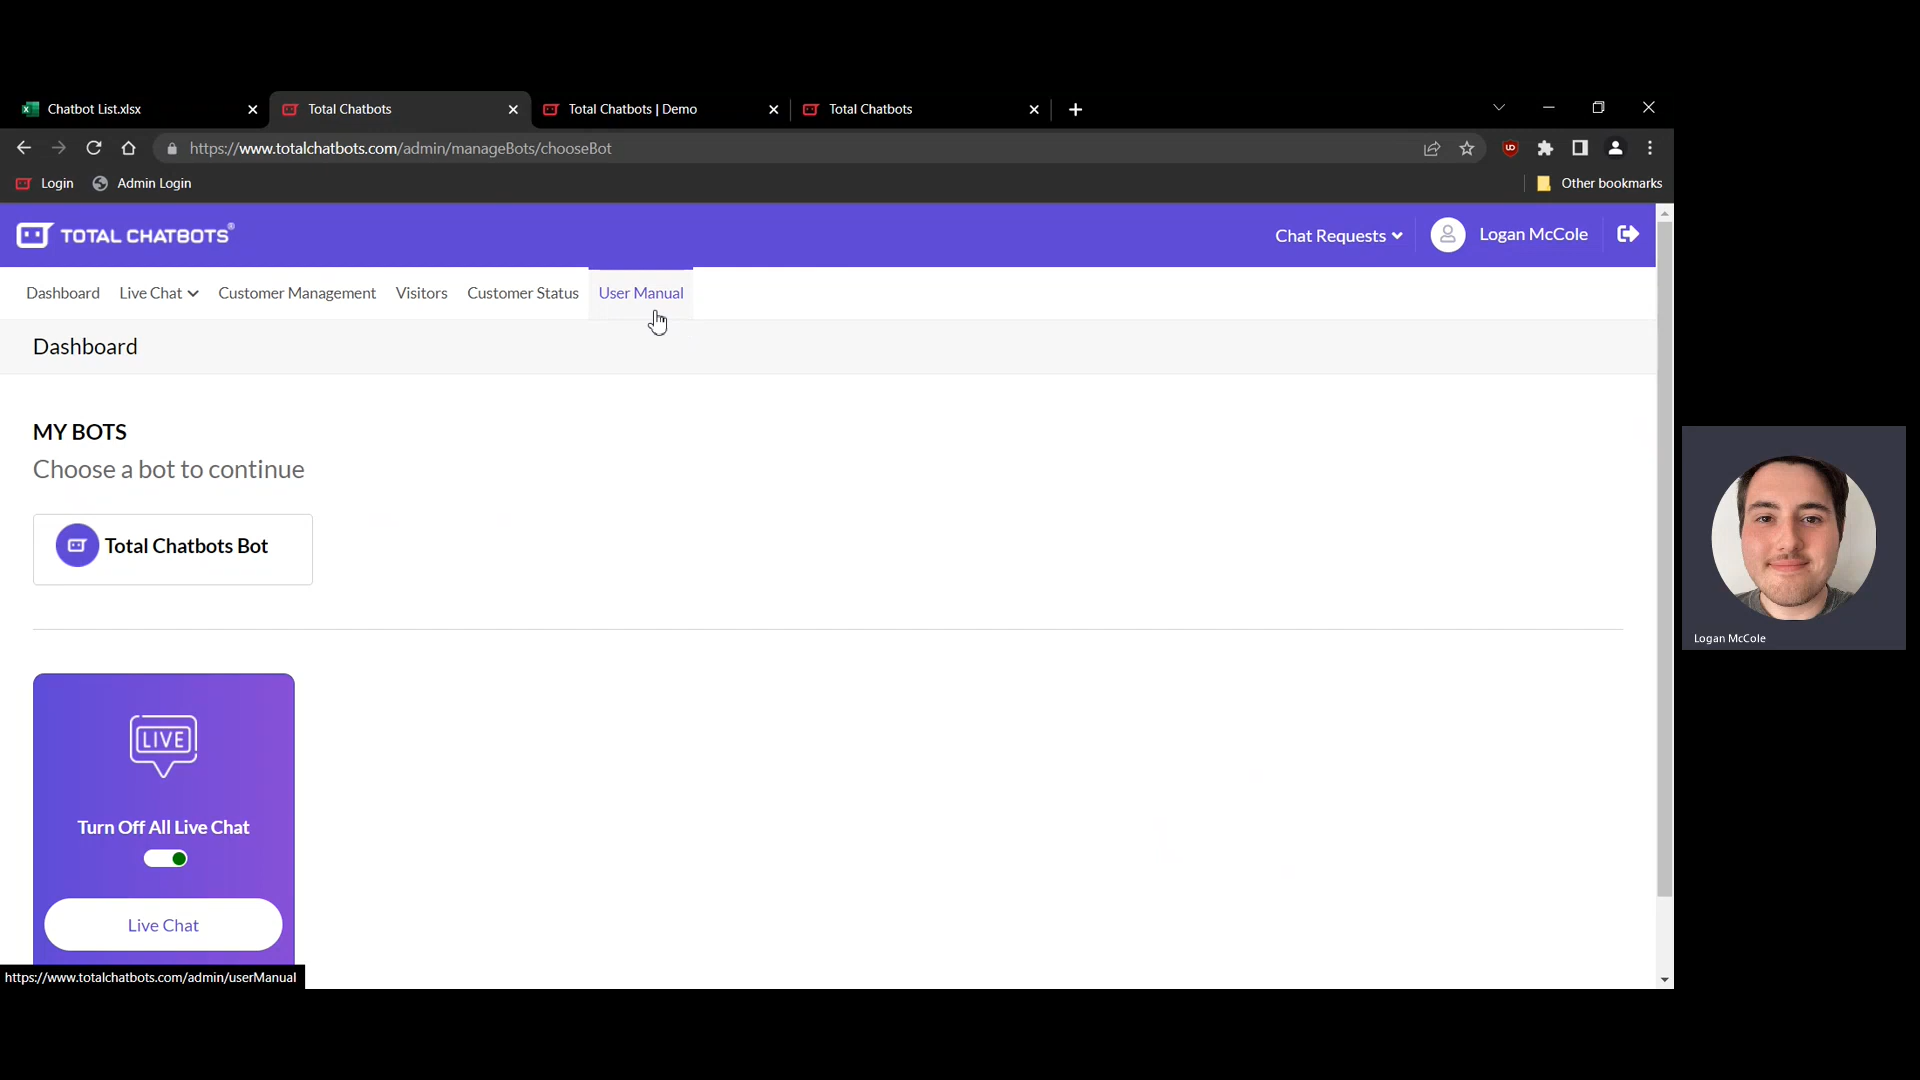 Chatbot List.xlsx
Total Chatbots
Total Chatbots | Demo
Total Chatbots
https://www.totalchatbots.com/admin/manageBots/chooseBot
Login
Admin Login
Other bookmarks
TOTAL CHATBOTS®
Chat Requests
Logan McCole
Dashboard
Live Chat
Customer Management
Visitors
Customer Status
User Manual
Dashboard
MY BOTS
Choose a bot to continue
Total Chatbots Bot
LIVE
Turn Off All Live Chat
Live Chat
https://www.totalchatbots.com/admin/userManual
Logan McCole